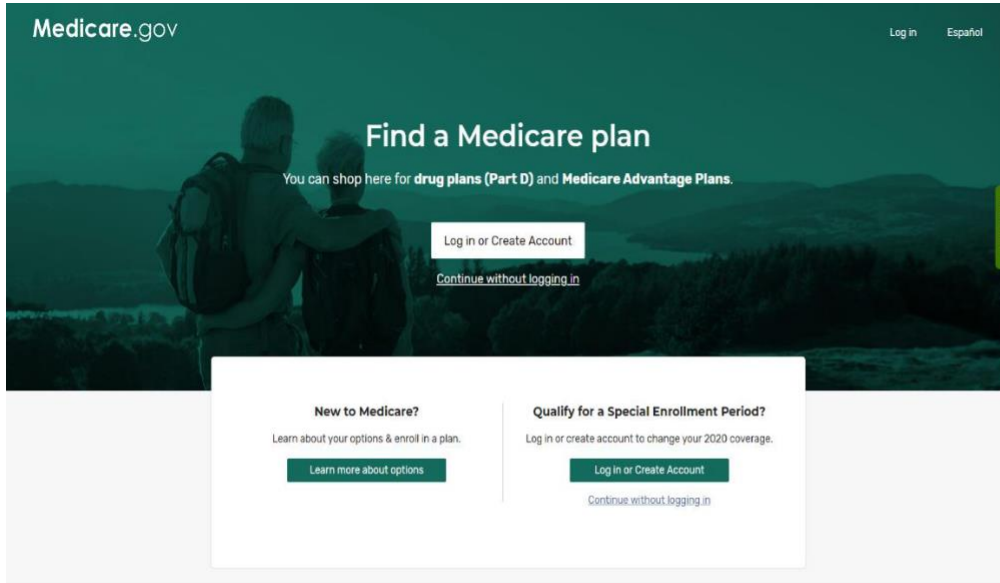 Medicare.gov
Log in
Español
Find a Medicare plan
You can shop here for drug plans (Part D) and Medicare Advantage Plans.
Log in or Create Account
Continue without logging in
New to Medicare?
Learn about your options & enroll in a plan.
Learn more about options
Qualify for a Special Enrollment Period?
Log in or create account to change your 2020 coverage.
Log in or Create Account
Continue without logging in